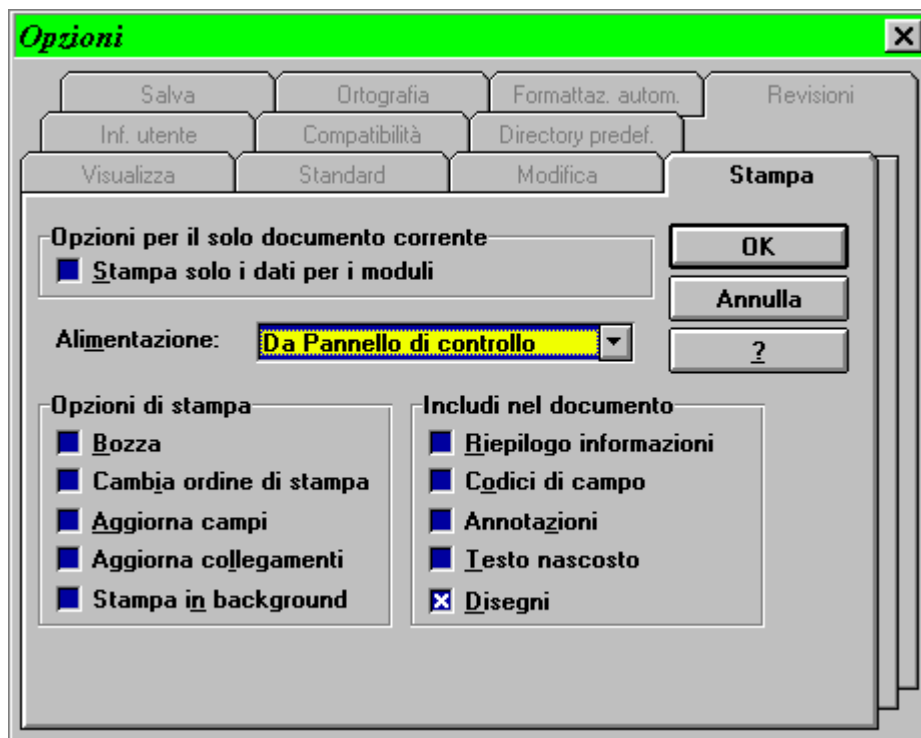 Opzioni
Salva Ortografia Formattaz. autom. Revisioni
Inf. utente Compatibilità Directory predef.
Visualizza Standard Modifica Stampa
Opzioni per il solo documento corrente
Stampa solo i dati per i moduli
OK
Annulla
?
Alimentazione: Da Pannello di controllo
Opzioni di stampa
Bozza
Cambia ordine di stampa
Aggiorna campi
Aggiorna collegamenti
Stampa in background
Includi nel documento
Riepilogo informazioni
Codici di campo
Annotazioni
Testo nascosto
Disegni